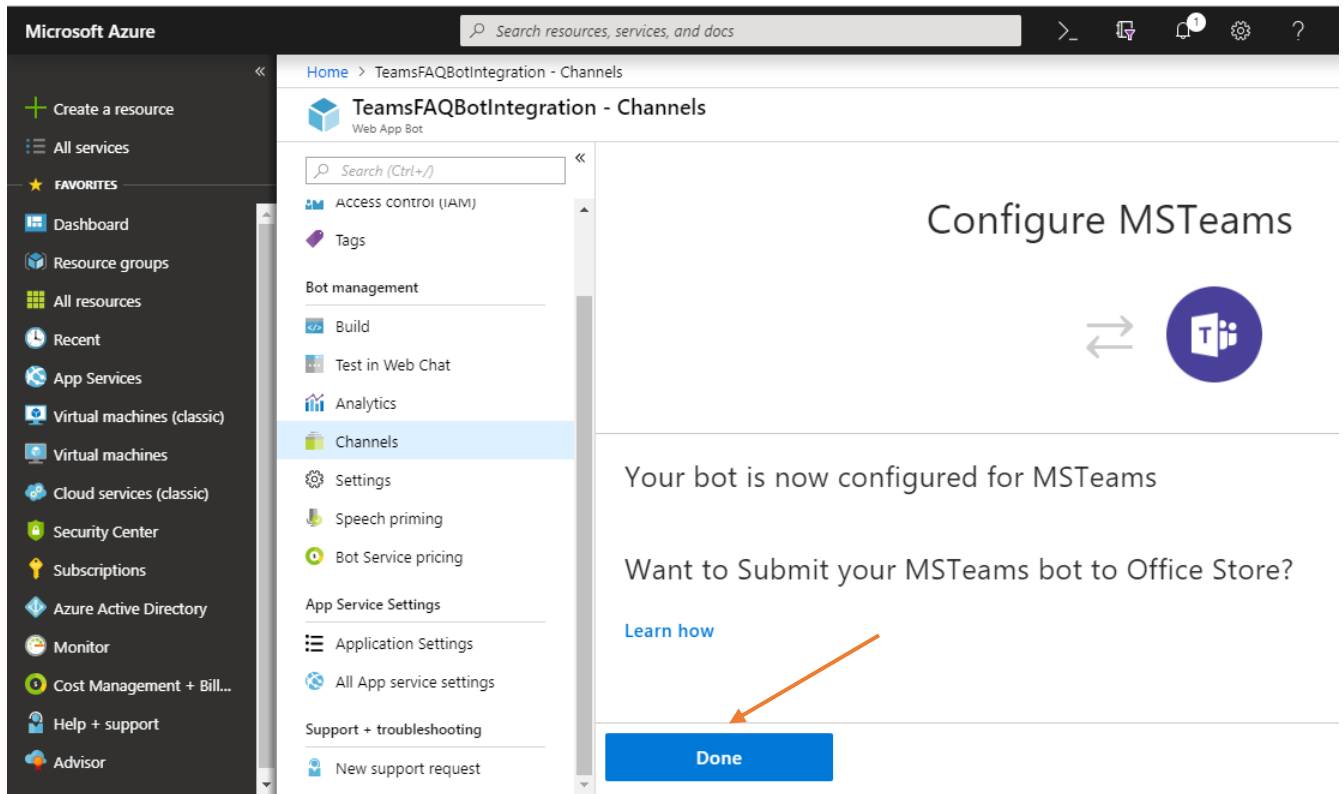 Microsoft Azure
Search resources, services, and docs
1
Home > TeamsFAQBotIntegration - Channels
TeamsFAQBotIntegration - Channels
Web App Bot
Create a resource
All services
FAVORITES
Dashboard
Resource groups
All resources
Recent
App Services
Virtual machines (classic)
Virtual machines
Cloud services (classic)
Security Center
Subscriptions
Azure Active Directory
Monitor
Cost Management + Bill...
Help + support
Advisor
Search (Ctrl+/)
Access control (IAM)
Tags
Bot management
Build
Test in Web Chat
Analytics
Channels
Settings
Speech priming
Bot Service pricing
App Service Settings
Application Settings
All App service settings
Support + troubleshooting
New support request
Configure MSTeams
T
Your bot is now configured for MSTeams
Want to Submit your MSTeams bot to Office Store?
Learn how
Done